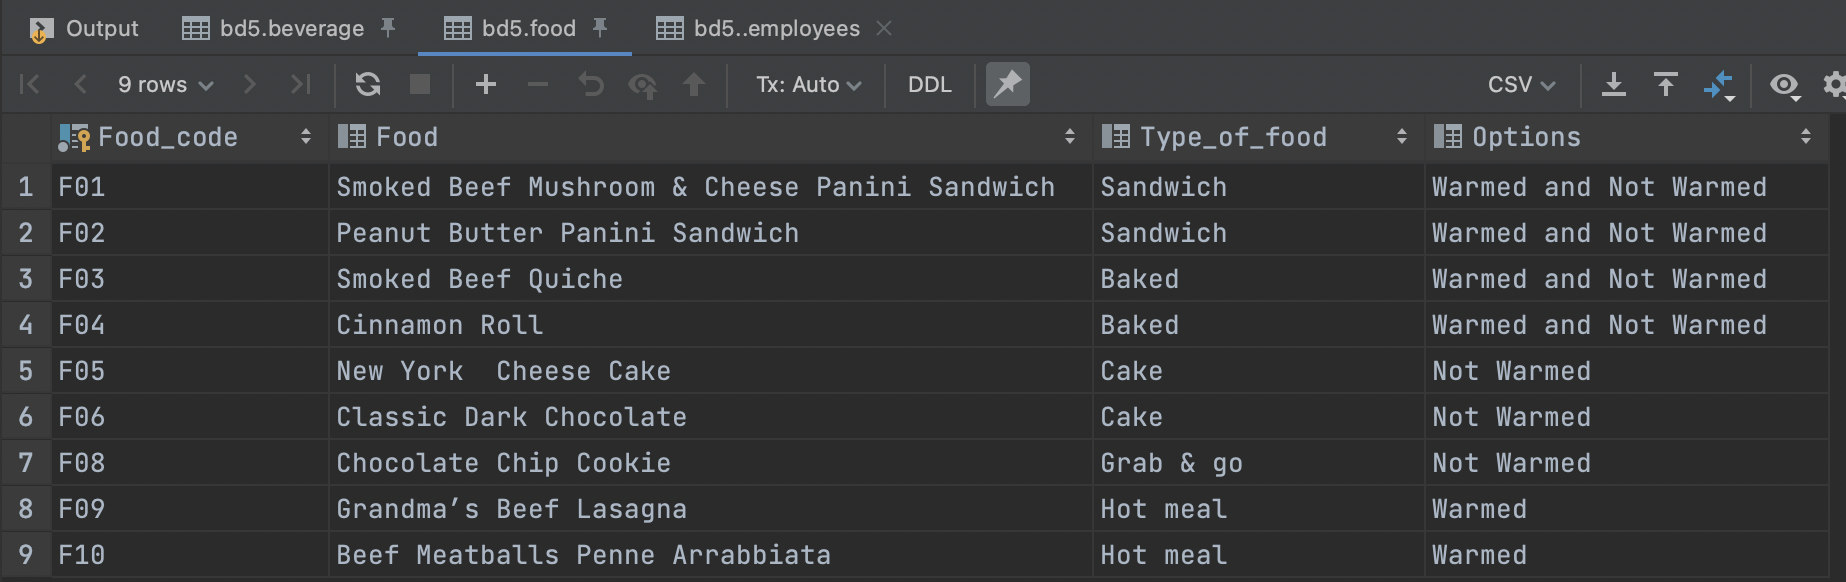 Output bd5.beverage bd5.food bd5..employees
9 rows Tx: Auto DDL CSV
Food_code Food Type_of_food Options
1 F01 Smoked Beef Mushroom & Cheese Panini Sandwich Sandwich Warmed and Not Warmed
2 F02 Peanut Butter Panini Sandwich Sandwich Warmed and Not Warmed
3 F03 Smoked Beef Quiche Baked Warmed and Not Warmed
4 F04 Cinnamon Roll Baked Warmed and Not Warmed
5 F05 New York  Cheese Cake Cake Not Warmed
6 F06 Classic Dark Chocolate Cake Not Warmed
7 F08 Chocolate Chip Cookie Grab & go Not Warmed
8 F09 Grandma’s Beef Lasagna Hot meal Warmed
9 F10 Beef Meatballs Penne Arrabbiata Hot meal Warmed